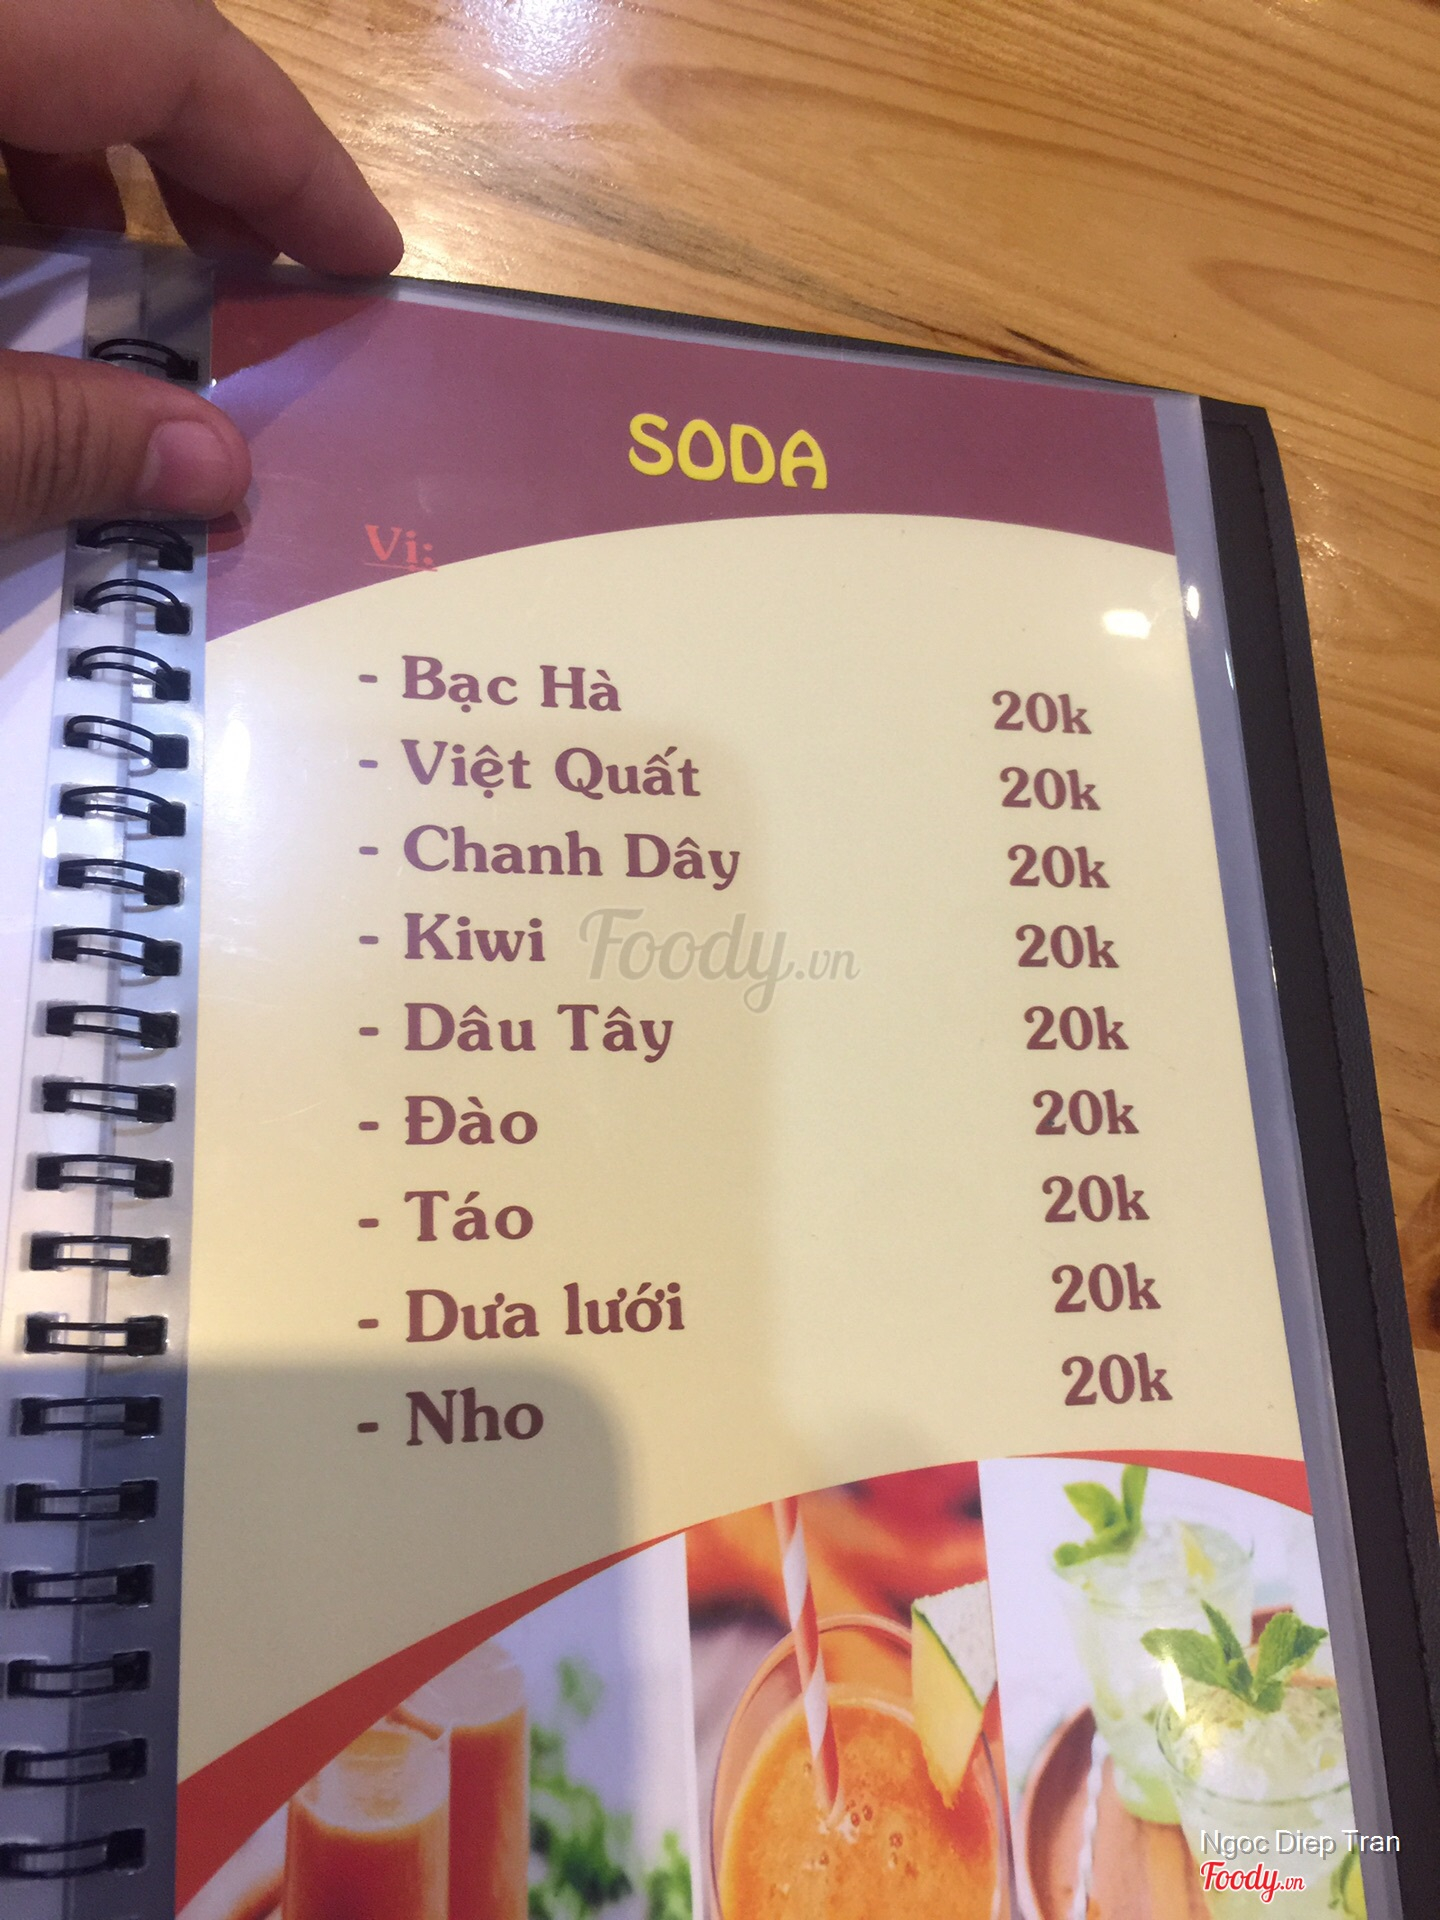 SODA
Vị:
- Bạc Hà 20k
- Việt Quất 20k
- Chanh Dây 20k
- Kiwi 20k
- Dâu Tây 20k
- Đào 20k
- Táo 20k
- Dưa lưới 20k
- Nho 20k
Foody.vn
Ngoc Diep Tran
Foody.vn